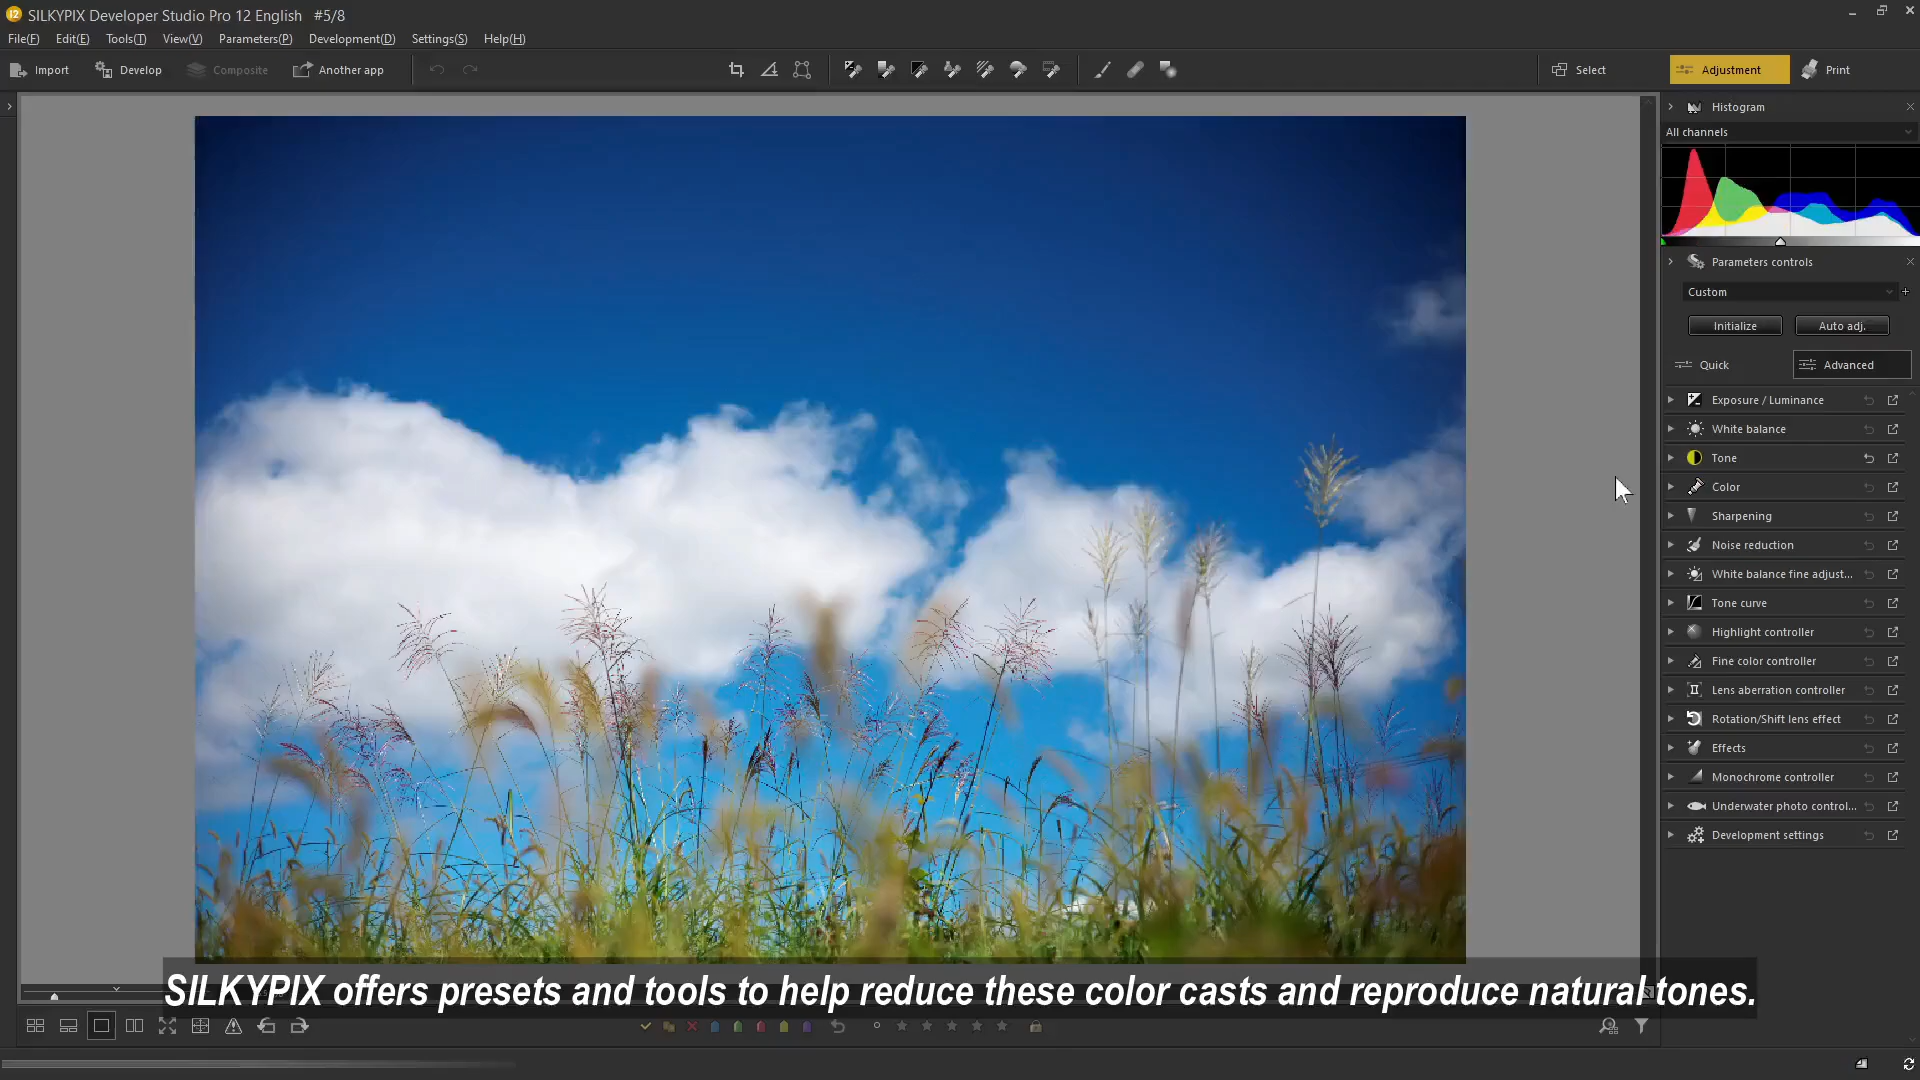 SILKYPIX Developer Studio Pro 12 English #5/8
File(F) Edit(E) Tools(T) View(V) Parameters(P) Development(D) Settings(S) Help(H)
Import Develop Composite Another app Select Adjustment Print
Histogram
All channels
Parameters controls
Custom
Initialize Auto adj.
Quick Advanced
Exposure / Luminance
White balance
Tone
Color
Sharpening
Noise reduction
White balance fine adjust...
Tone curve
Highlight controller
Fine color controller
Lens aberration controller
Rotation/Shift lens effect
Effects
Monochrome controller
Underwater photo control...
Development settings
SILKYPIX offers presets and tools to help reduce these color casts and reproduce natural tones.